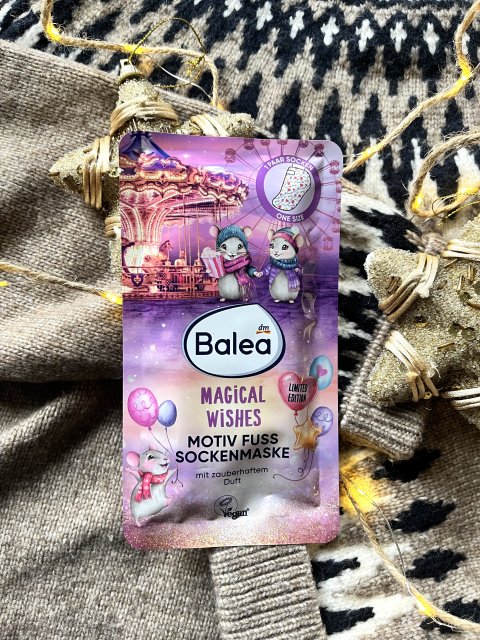 1 PAAR SOCKEN
ONE SIZE
dm
Balea
MAGICAL
WISHES
LIMITED
EDITION
MOTIV FUSS
SOCKENMASKE
mit zauberhaftem
Duft
Vegan